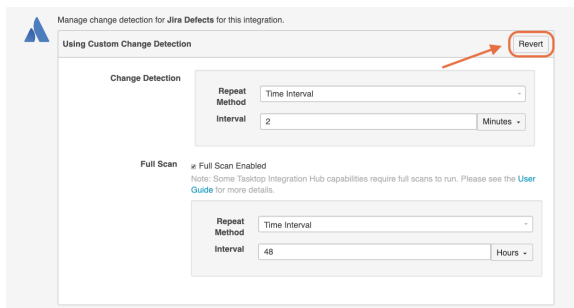 Manage change detection for Jira Defects for this integration.
Using Custom Change Detection
Revert
Change Detection
Repeat Method
Time Interval
Interval
2
Minutes
Full Scan
Full Scan Enabled
Note: Some Tasktop Integration Hub capabilities require full scans to run. Please see the User
Guide for more details.
Repeat Method
Time Interval
Interval
48
Hours